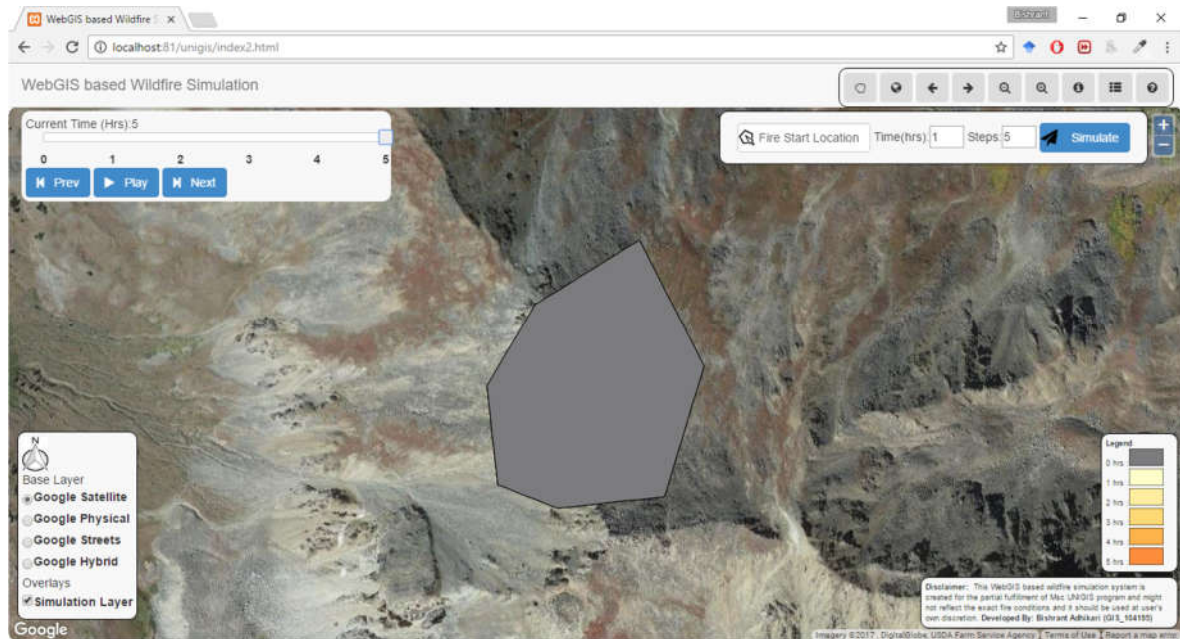 WebGIS based Wildfire S
Bishrant
localhost:81/unigis/index2.html
WebGIS based Wildfire Simulation
Current Time (Hrs):5
0 1 2 3 4 5
Prev Play Next
Fire Start Location Time(hrs): 1 Steps: 5 Simulate
+
−
N
Base Layer
Google Satellite
Google Physical
Google Streets
Google Hybrid
Overlays
Simulation Layer
Google
Legend
0 hrs
1 hrs
2 hrs
3 hrs
4 hrs
5 hrs
Disclaimer: This WebGIS based wildfire simulation system is
created for the partial fulfillment of Msc UNIGIS program and might
not reflect the exact fire conditions and it should be used at user's
own discretion. Developed By: Bishrant Adhikari (GIS_104195)
Imagery ©2017 , DigitalGlobe, USDA Farm Service Agency Terms of Use Report a map error